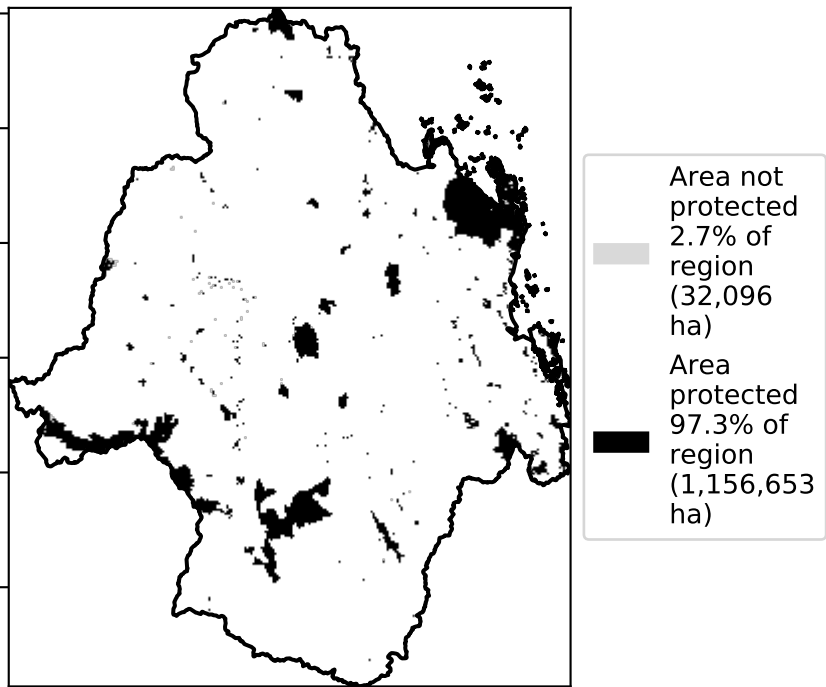 Area not
protected
2.7% of
region
(32,096
ha)
Area
protected
97.3% of
region
(1,156,653
ha)